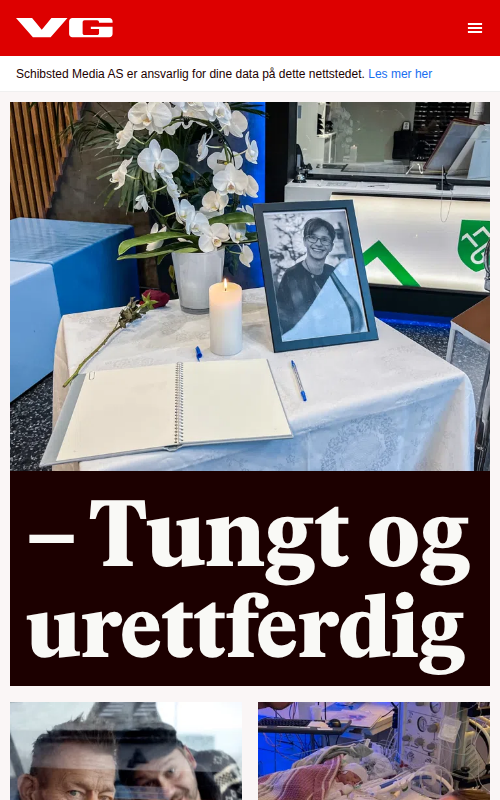 VG
Schibsted Media AS er ansvarlig for dine data på dette nettstedet. Les mer her
– Tungt og
urettferdig